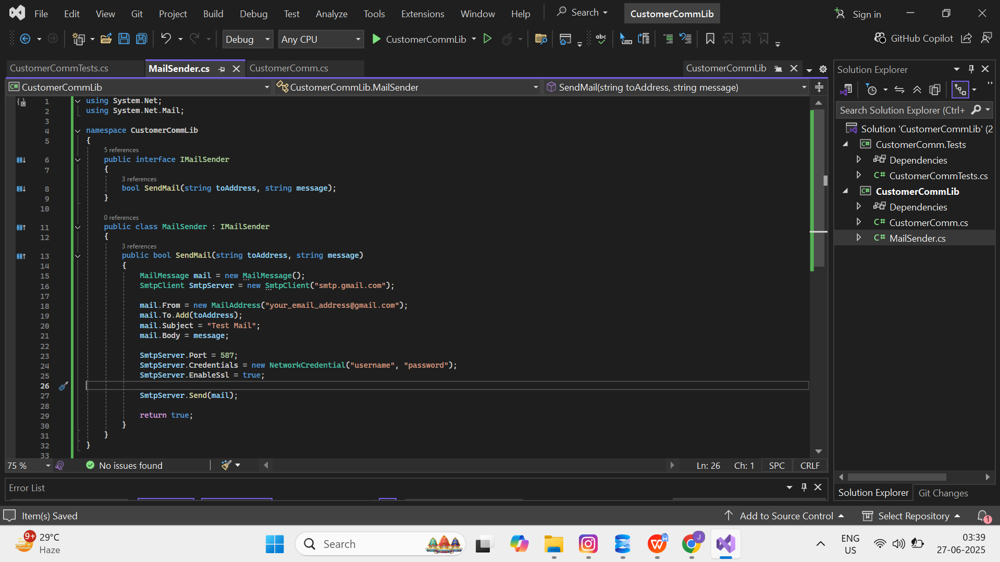 File Edit View Git Project Build Debug Test Analyze Tools Extensions Window Help Search CustomerCommLib Sign in
Debug Any CPU CustomerCommLib abc GitHub Copilot
CustomerCommTests.cs MailSender.cs CustomerComm.cs CustomerCommLib
C# CustomerCommLib CustomerCommLib.MailSender SendMail(string toAddress, string message)
1 using System.Net;
2 using System.Net.Mail;
3
4 namespace CustomerCommLib
5 {
5 references
6 public interface IMailSender
7 {
3 references
8 bool SendMail(string toAddress, string message);
9 }
10
0 references
11 public class MailSender : IMailSender
12 {
3 references
13 public bool SendMail(string toAddress, string message)
14 {
15 MailMessage mail = new MailMessage();
16 SmtpClient SmtpServer = new SmtpClient("smtp.gmail.com");
17
18 mail.From = new MailAddress("your_email_address@gmail.com");
19 mail.To.Add(toAddress);
20 mail.Subject = "Test Mail";
21 mail.Body = message;
22
23 SmtpServer.Port = 587;
24 SmtpServer.Credentials = new NetworkCredential("username", "password");
25 SmtpServer.EnableSsl = true;
26
27 SmtpServer.Send(mail);
28
29 return true;
30 }
31 }
32 }
33
75 % No issues found Ln: 26 Ch: 1 SPC CRLF
Error List
Solution Explorer
Search Solution Explorer (Ctrl+
Solution 'CustomerCommLib' (2
C# CustomerComm.Tests
Dependencies
C# CustomerCommTests.cs
C# CustomerCommLib
Dependencies
C# CustomerComm.cs
C# MailSender.cs
Solution Explorer Git Changes
Item(s) Saved Add to Source Control Select Repository 1
9+ 29°C
Haze
Search
W
W
J
ENG
US
03:39
27-06-2025